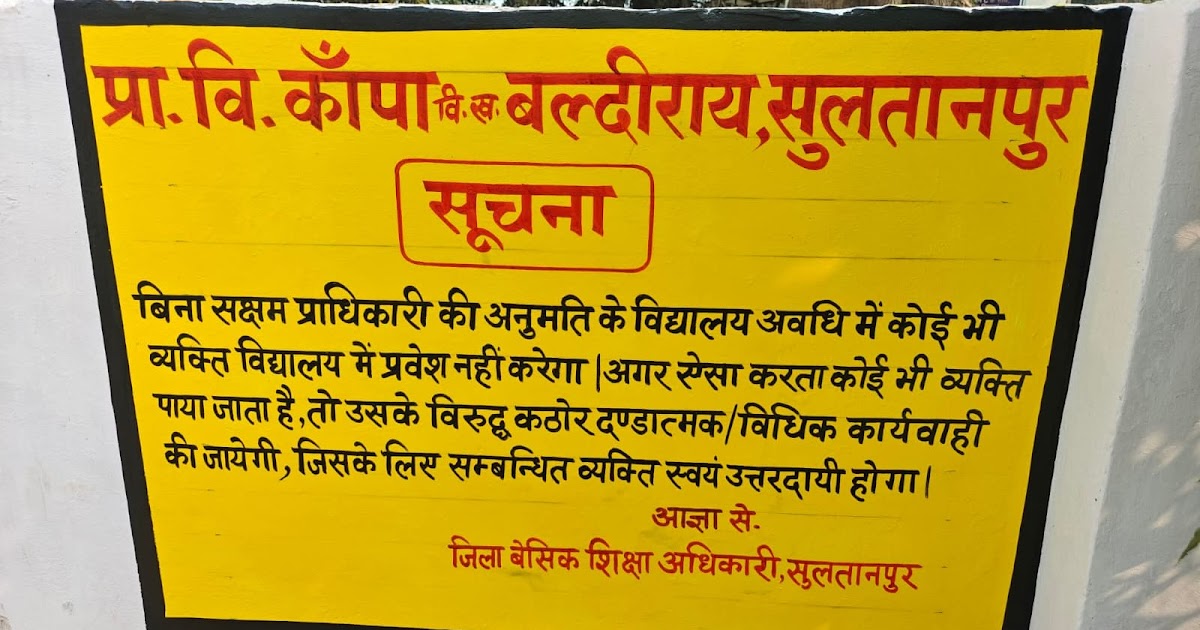 प्रा. वि. काँपा वि. ख. बल्दीराय, सुलतानपुर
सूचना
बिना सक्षम प्राधिकारी की अनुमति के विद्यालय अवधि में कोई भी
व्यक्ति विद्यालय में प्रवेश नहीं करेगा। अगर ऐसा करता कोई भी व्यक्ति
पाया जाता है, तो उसके विरुद्ध कठोर दण्डात्मक/विधिक कार्यवाही
की जायेगी, जिसके लिए सम्बन्धित व्यक्ति स्वयं उत्तरदायी होगा।
आज्ञा से.
जिला बेसिक शिक्षा अधिकारी, सुलतानपुर